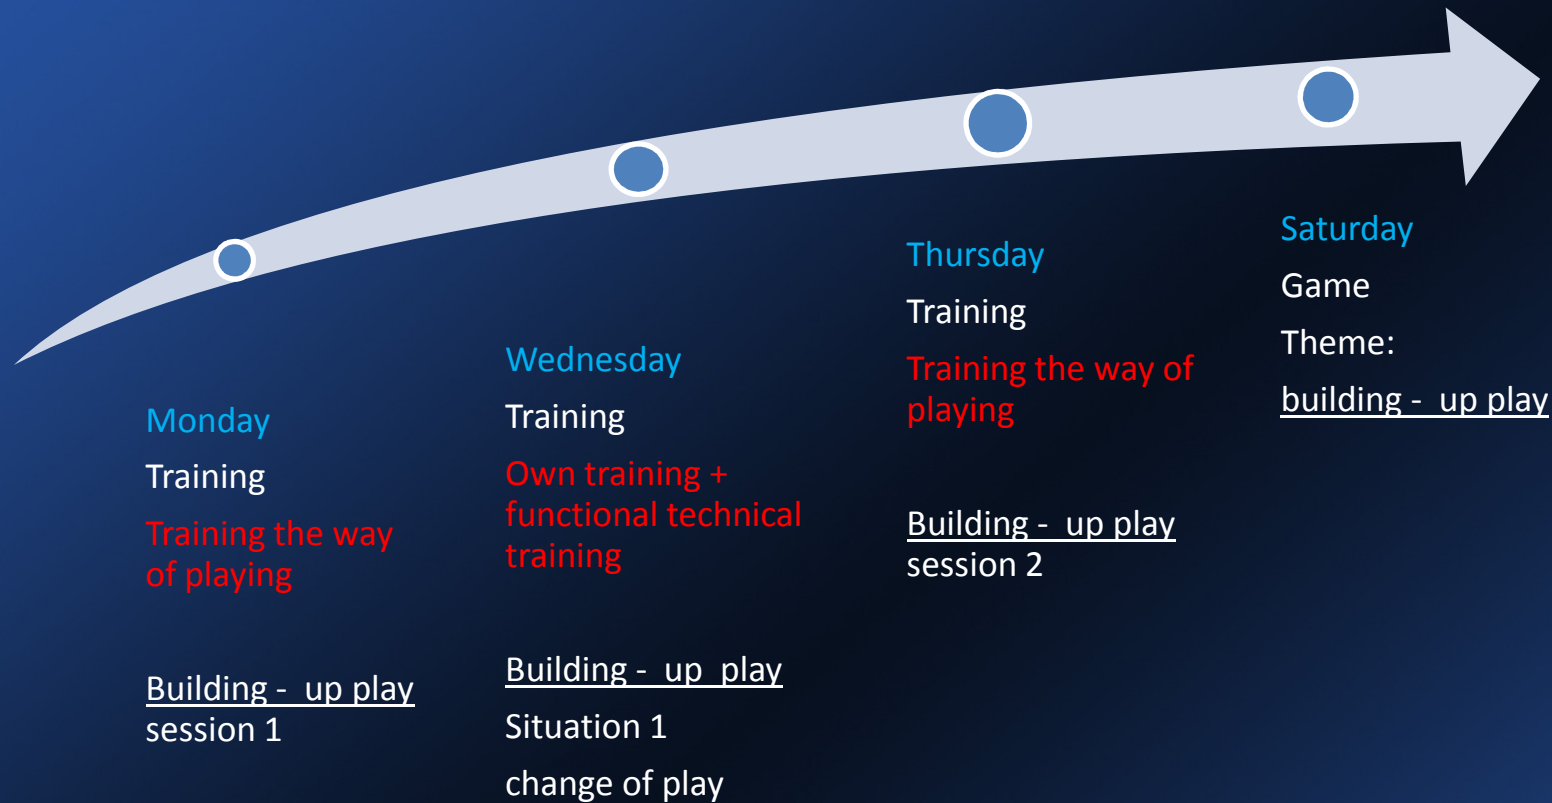 Monday
Training
Training the way
of playing
Building - up play
session 1
Wednesday
Training
Own training +
functional technical
training
Building - up play
Situation 1
change of play
Thursday
Training
Training the way of
playing
Building - up play
session 2
Saturday
Game
Theme:
building - up play